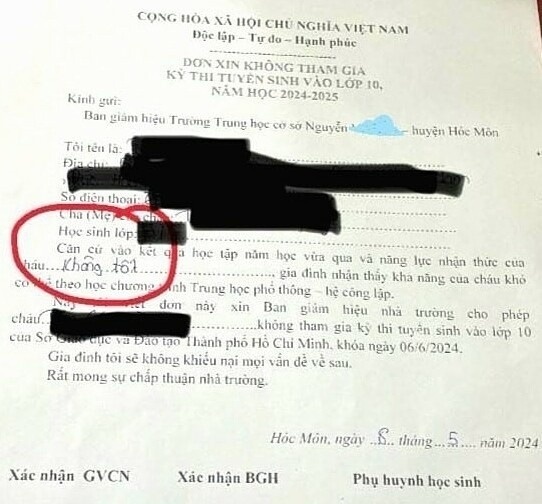 CỘNG HÒA XÃ HỘI CHỦ NGHĨA VIỆT NAM
Độc lập – Tự do – Hạnh phúc
ĐƠN XIN KHÔNG THAM GIA
KỲ THI TUYỂN SINH VÀO LỚP 10,
NĂM HỌC 2024-2025
Kính gửi:
Ban giám hiệu Trường Trung học cơ sở Nguyễn – huyện Hóc Môn
Tôi tên là:
Địa chỉ:
Số điện thoại:
Cha (Mẹ)
Học sinh lớp:
Căn cứ vào kết quả học tập năm học vừa qua và năng lực nhận thức của
cháu...Không tốt..., gia đình nhận thấy khả năng của cháu khó
có thể theo học chương trình Trung học phổ thông – hệ công lập.
Nay viết đơn này xin Ban giám hiệu nhà trường cho phép
cháu...không tham gia kỳ thi tuyển sinh vào lớp 10
của Sở Giáo dục và Đào tạo Thành phố Hồ Chí Minh, khóa ngày 06/6/2024.
Gia đình tôi sẽ không khiếu nại mọi vấn đề về sau.
Rất mong sự chấp thuận nhà trường.
Hóc Môn, ngày ..8.. tháng ...5.... năm 2024
Xác nhận GVCN Xác nhận BGH Phụ huynh học sinh